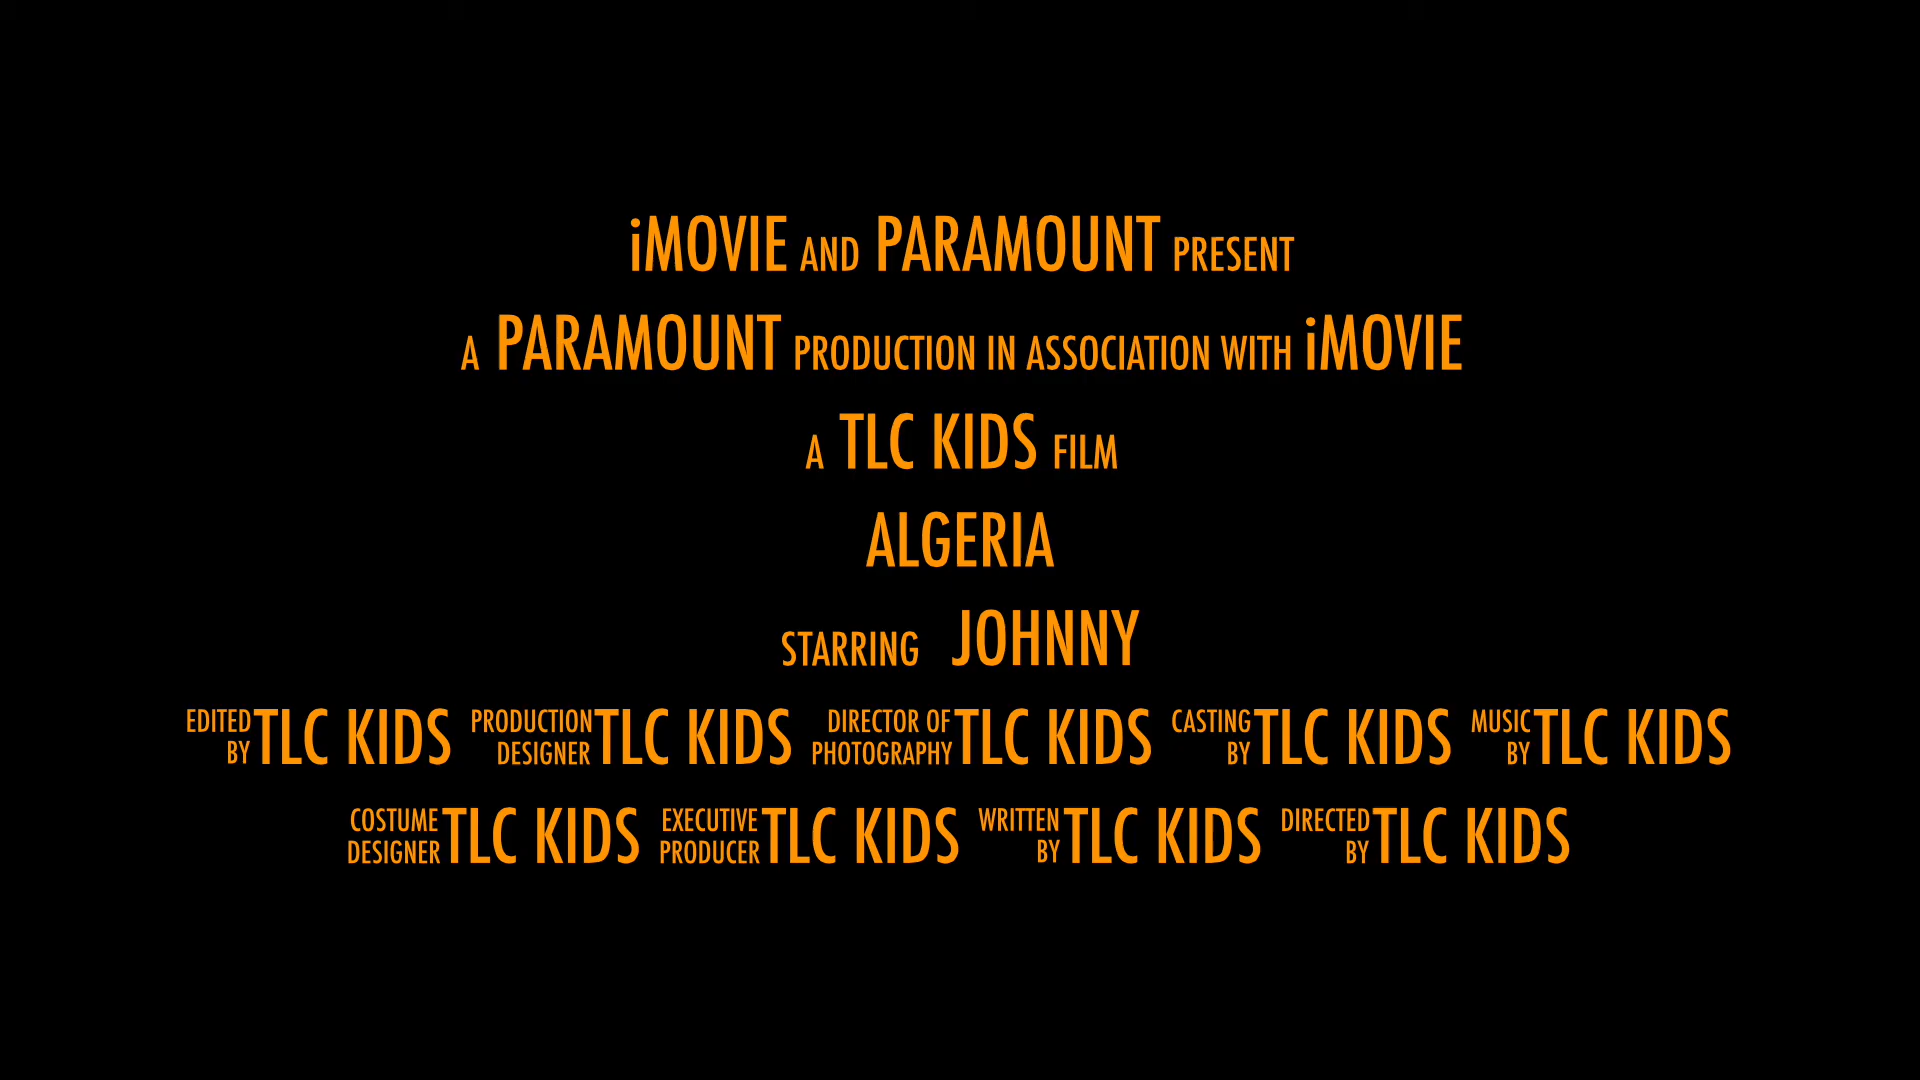 iMOVIE AND PARAMOUNT PRESENT
A PARAMOUNT PRODUCTION IN ASSOCIATION WITH iMOVIE
A TLC KIDS FILM
ALGERIA
STARRING JOHNNY
EDITED BY TLC KIDS PRODUCTION DESIGNER TLC KIDS DIRECTOR OF PHOTOGRAPHY TLC KIDS CASTING BY TLC KIDS MUSIC BY TLC KIDS
COSTUME DESIGNER TLC KIDS EXECUTIVE PRODUCER TLC KIDS WRITTEN BY TLC KIDS DIRECTED BY TLC KIDS